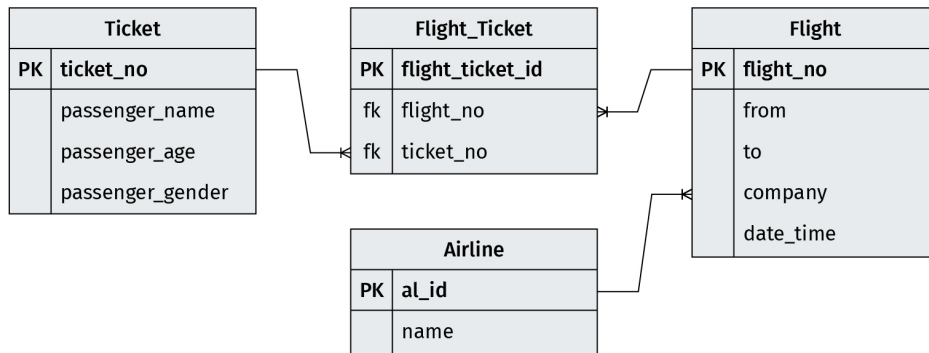 Ticket
PK ticket_no
passenger_name
passenger_age
passenger_gender
Flight_Ticket
PK flight_ticket_id
fk flight_no
fk ticket_no
Flight
PK flight_no
from
to
company
date_time
Airline
PK al_id
name